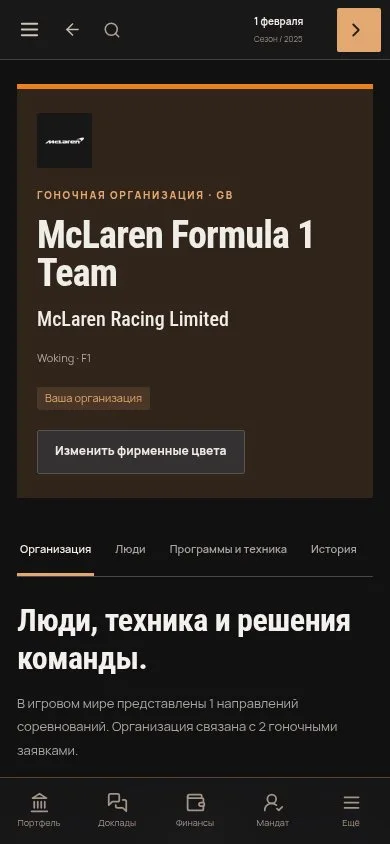 1 февраля
Сезон / 2025
McLaren
ГОНОЧНАЯ ОРГАНИЗАЦИЯ · GB
McLaren Formula 1
Team
McLaren Racing Limited
Woking · F1
Ваша организация
Изменить фирменные цвета
Организация Люди Программы и техника История
Люди, техника и решения
команды.
В игровом мире представлены 1 направлений
соревнований. Организация связана с 2 гоночными
заявками.
Портфель Доклады Финансы Мандат Ещё